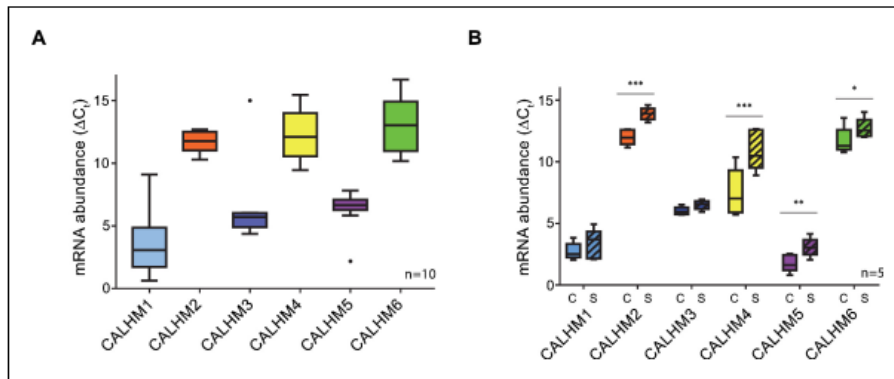 A
mRNA abundance (ΔCt)
15
10
5
0
n=10
CALHM1
CALHM2
CALHM3
CALHM4
CALHM5
CALHM6
B
mRNA abundance (ΔCt)
15
10
5
0
***
***
**
*
n=5
C S C S C S C S C S C S
CALHM1
CALHM2
CALHM3
CALHM4
CALHM5
CALHM6